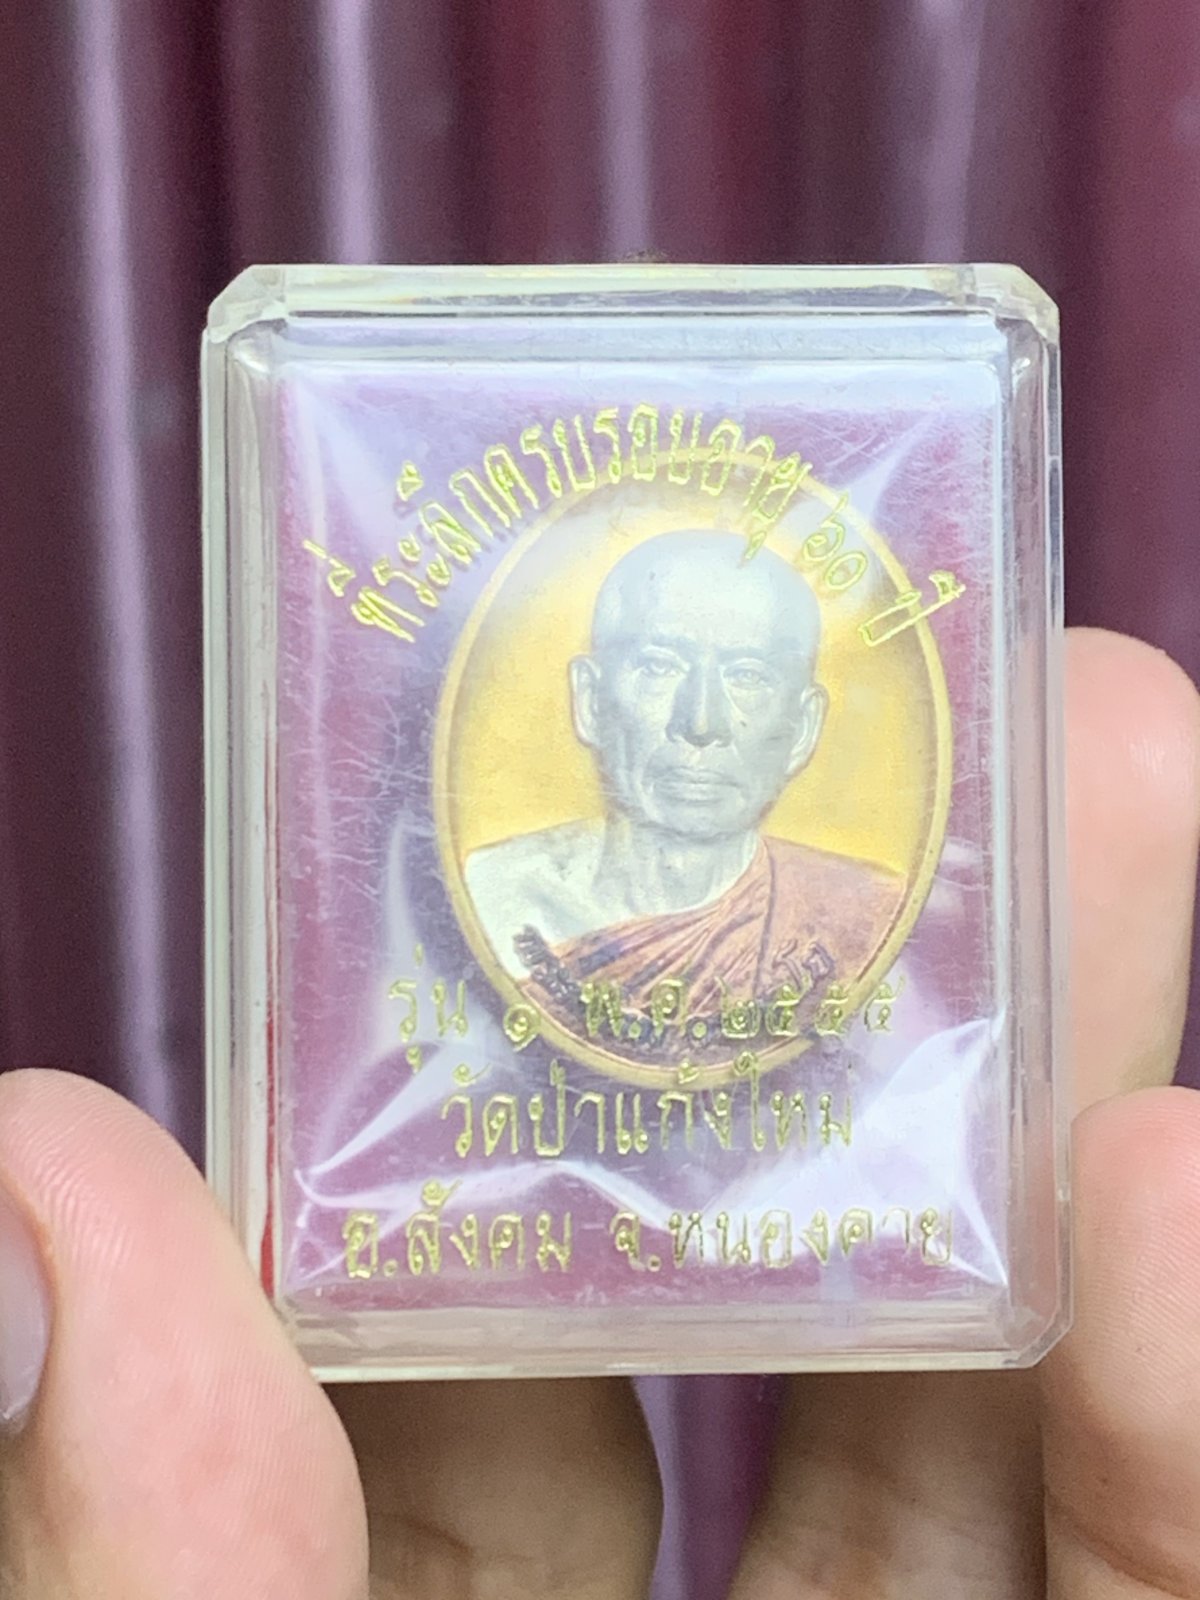 ที่ระลึกครบรอบอายุ ๖๐ ปี
รุ่น ๑ พ.ศ.๒๕๕๕
วัดป่าแก้งใหม่
อ.สังคม จ.หนองคาย